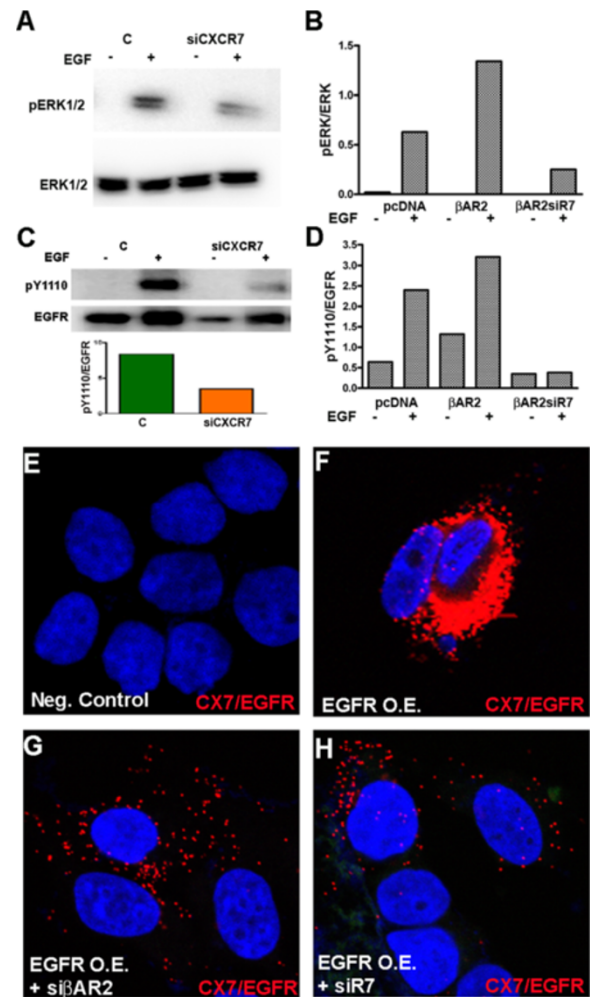 A
C siCXCR7
EGF - + - +
pERK1/2
ERK1/2
B
1.5
1.0
0.5
0.0
pERK/ERK
pcDNA βAR2 βAR2siR7
EGF - + - + - +
C
C siCXCR7
EGF - + - +
pY1110
EGFR
10
5
0
pY1110/EGFR
C siCXCR7
D
3.5
3.0
2.5
2.0
1.5
1.0
0.5
0.0
pY1110/EGFR
pcDNA βAR2 βAR2siR7
EGF - + - + - +
E
Neg. Control CX7/EGFR
F
EGFR O.E. CX7/EGFR
G
EGFR O.E.
+ siβAR2 CX7/EGFR
H
EGFR O.E.
+ siR7 CX7/EGFR